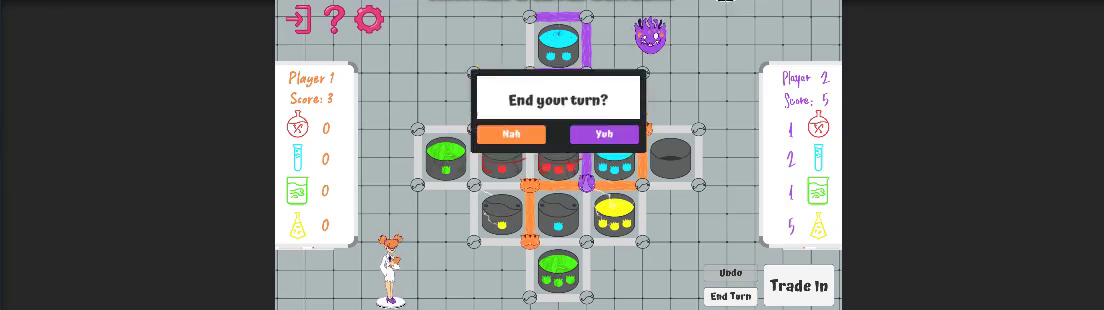 Player 1
Score: 3
0
0
0
0
End your turn?
Nah
Yuh
Player 2
Score: 5
1
2
1
5
Undo
End Turn
Trade In